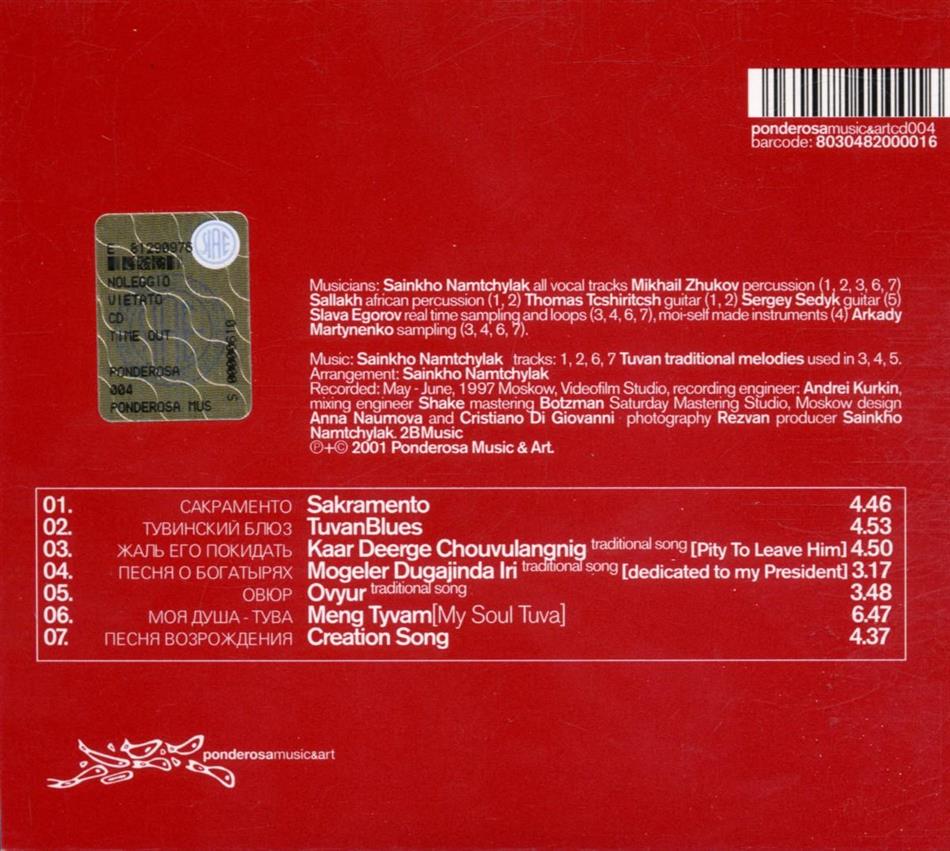 ponderosamusic&artcd004
barcode: 8030482000016
E 81290976
NOLEGGIO
VIETATO
CD
TIME OUT
PONDEROSA
004
PONDEROSA MUS
S 000000610
Musicians: Sainkho Namtchylak all vocal tracks Mikhail Zhukov percussion (1, 2, 3, 6, 7)
Sallakh african percussion (1, 2) Thomas Tcshiritcsh guitar (1, 2) Sergey Sedyk guitar (5)
Slava Egorov real time sampling and loops (3, 4, 6, 7), moi-self made instruments (4) Arkady
Martynenko sampling (3, 4, 6, 7).
Music: Sainkho Namtchylak tracks: 1, 2, 6, 7 Tuvan traditional melodies used in 3, 4, 5.
Arrangement: Sainkho Namtchylak
Recorded: May - June, 1997 Moskow, Videofilm Studio, recording engineer: Andrei Kurkin,
mixing engineer Shake mastering Botzman Saturday Mastering Studio, Moskow design
Anna Naumova and Cristiano Di Giovanni photography Rezvan producer Sainkho
Namtchylak. 2BMusic
℗+© 2001 Ponderosa Music & Art.
01. САКРАМЕНТО Sakramento 4.46
02. ТУВИНСКИЙ БЛЮЗ TuvanBlues 4.53
03. ЖАЛЬ ЕГО ПОКИДАТЬ Kaar Deerge Chouvulangnig traditional song [Pity To Leave Him] 4.50
04. ПЕСНЯ О БОГАТЫРЯХ Mogeler Dugajinda Iri traditional song [dedicated to my President] 3.17
05. ОВЮР Ovyur traditional song 3.48
06. МОЯ ДУША - ТУВА Meng Tyvam[My Soul Tuva] 6.47
07. ПЕСНЯ ВОЗРОЖДЕНИЯ Creation Song 4.37
ponderosamusic&art